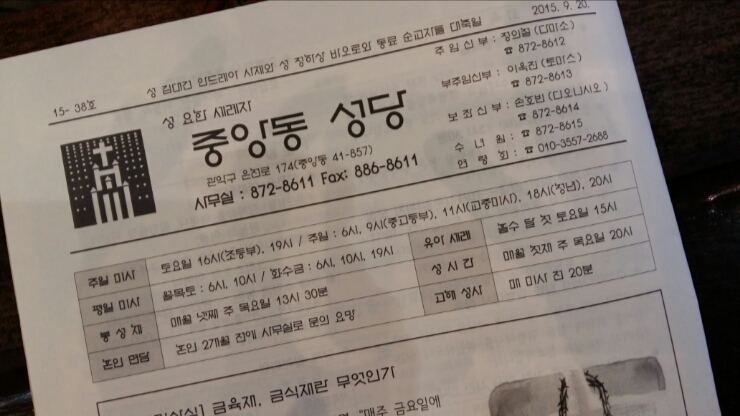 15- 38호
성 김대건 안드레아 사제와 성 정하상 바오로와 동료 순교자들 대축일
2015. 9. 20.
성 요한 세례자
중앙동 성당
관악구 은천로 174(중앙동 41-857)
사무실 : 872-8611 Fax: 886-8611
주 임 신 부 : 정의철(디마소)
☎ 872-8612
부주임신부 : 이욱진(토마스)
☎ 872-8613
보 좌 신 부 : 손호빈(디오니시오)
☎ 872-8614
수 녀 원 : ☎ 872-8615
연 령 회 : ☎ 010-3557-2688
주일 미사 토요일 16시(초등부), 19시 / 주일 : 6시, 9시(중고등부), 11시(교중미사), 18시(청년), 20시
평일 미사 월목토 : 6시, 10시 / 화수금 : 6시, 10시, 19시 유아 세례 홀수 달 첫 토요일 15시
봉 성 체 매월 넷째 주 목요일 13시 30분 성 시 간 매월 첫째 주 목요일 20시
혼인 면담 혼인 2개월 전에 사무실로 문의 요망 고해 성사 매 미사 전 20분
금육재, 금식재란 무엇인가
"매주 금요일에